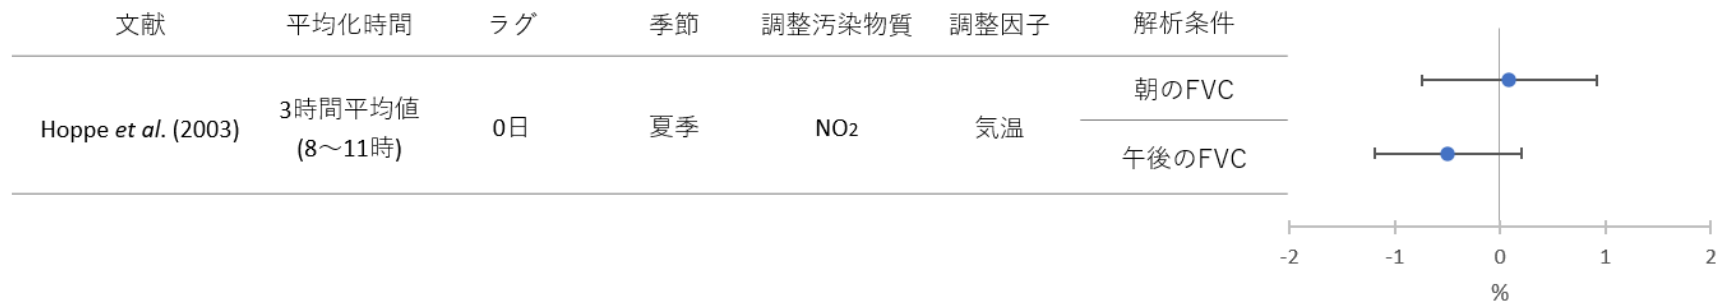 文献 平均化時間 ラグ 季節 調整汚染物質 調整因子 解析条件
Hoppe et al. (2003) 3時間平均値 0日 夏季 NO2 気温 朝のFVC
(8～11時) 午後のFVC
-2 -1 0 1 2
%